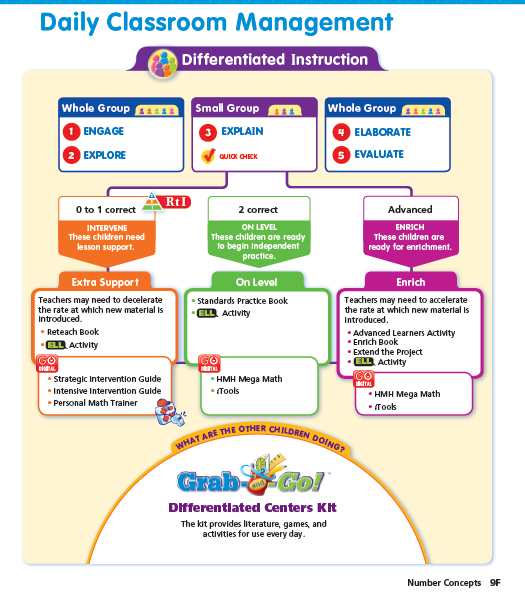 Daily Classroom Management
Differentiated Instruction
Whole Group
1 ENGAGE
2 EXPLORE
Small Group
3 EXPLAIN
QUICK CHECK
Whole Group
4 ELABORATE
5 EVALUATE
0 to 1 correct
RtI
INTERVENE
These children need
lesson support.
2 correct
ON LEVEL
These children are ready
to begin independent
practice.
Advanced
ENRICH
These children are
ready for enrichment.
Extra Support
Teachers may need to decelerate
the rate at which new material is
introduced.
• Reteach Book
• ELL Activity
GO
DIGITAL
• Strategic Intervention Guide
• Intensive Intervention Guide
• Personal Math Trainer
On Level
• Standards Practice Book
• ELL Activity
GO
DIGITAL
• HMH Mega Math
• iTools
Enrich
Teachers may need to accelerate
the rate at which new material is
introduced.
• Advanced Learners Activity
• Enrich Book
• Extend the Project
• ELL Activity
GO
DIGITAL
• HMH Mega Math
• iTools
WHAT ARE THE OTHER CHILDREN DOING?
Grab-and-Go!
Differentiated Centers Kit
The kit provides literature, games, and
activities for use every day.
Number Concepts 9F